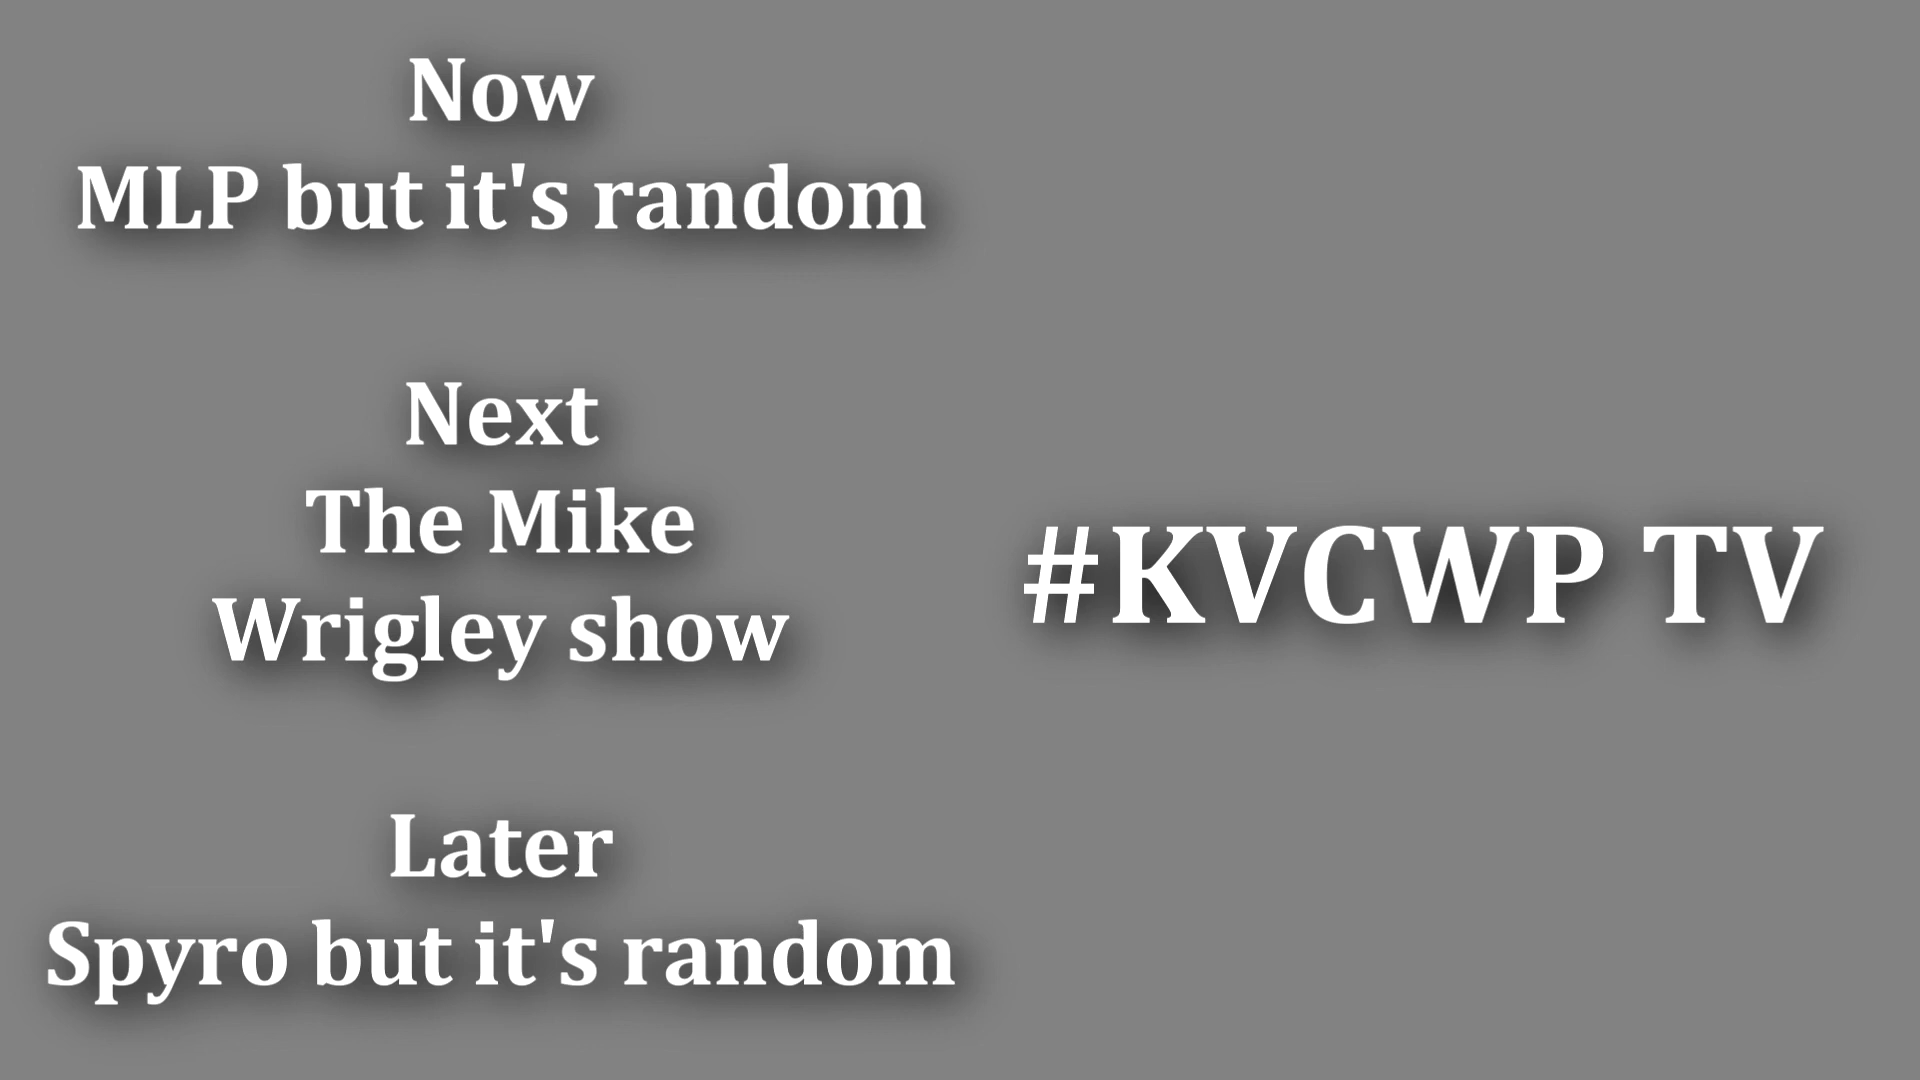 Now
MLP but it's random
Next
The Mike
Wrigley show
Later
Spyro but it's random
#KVCWP TV